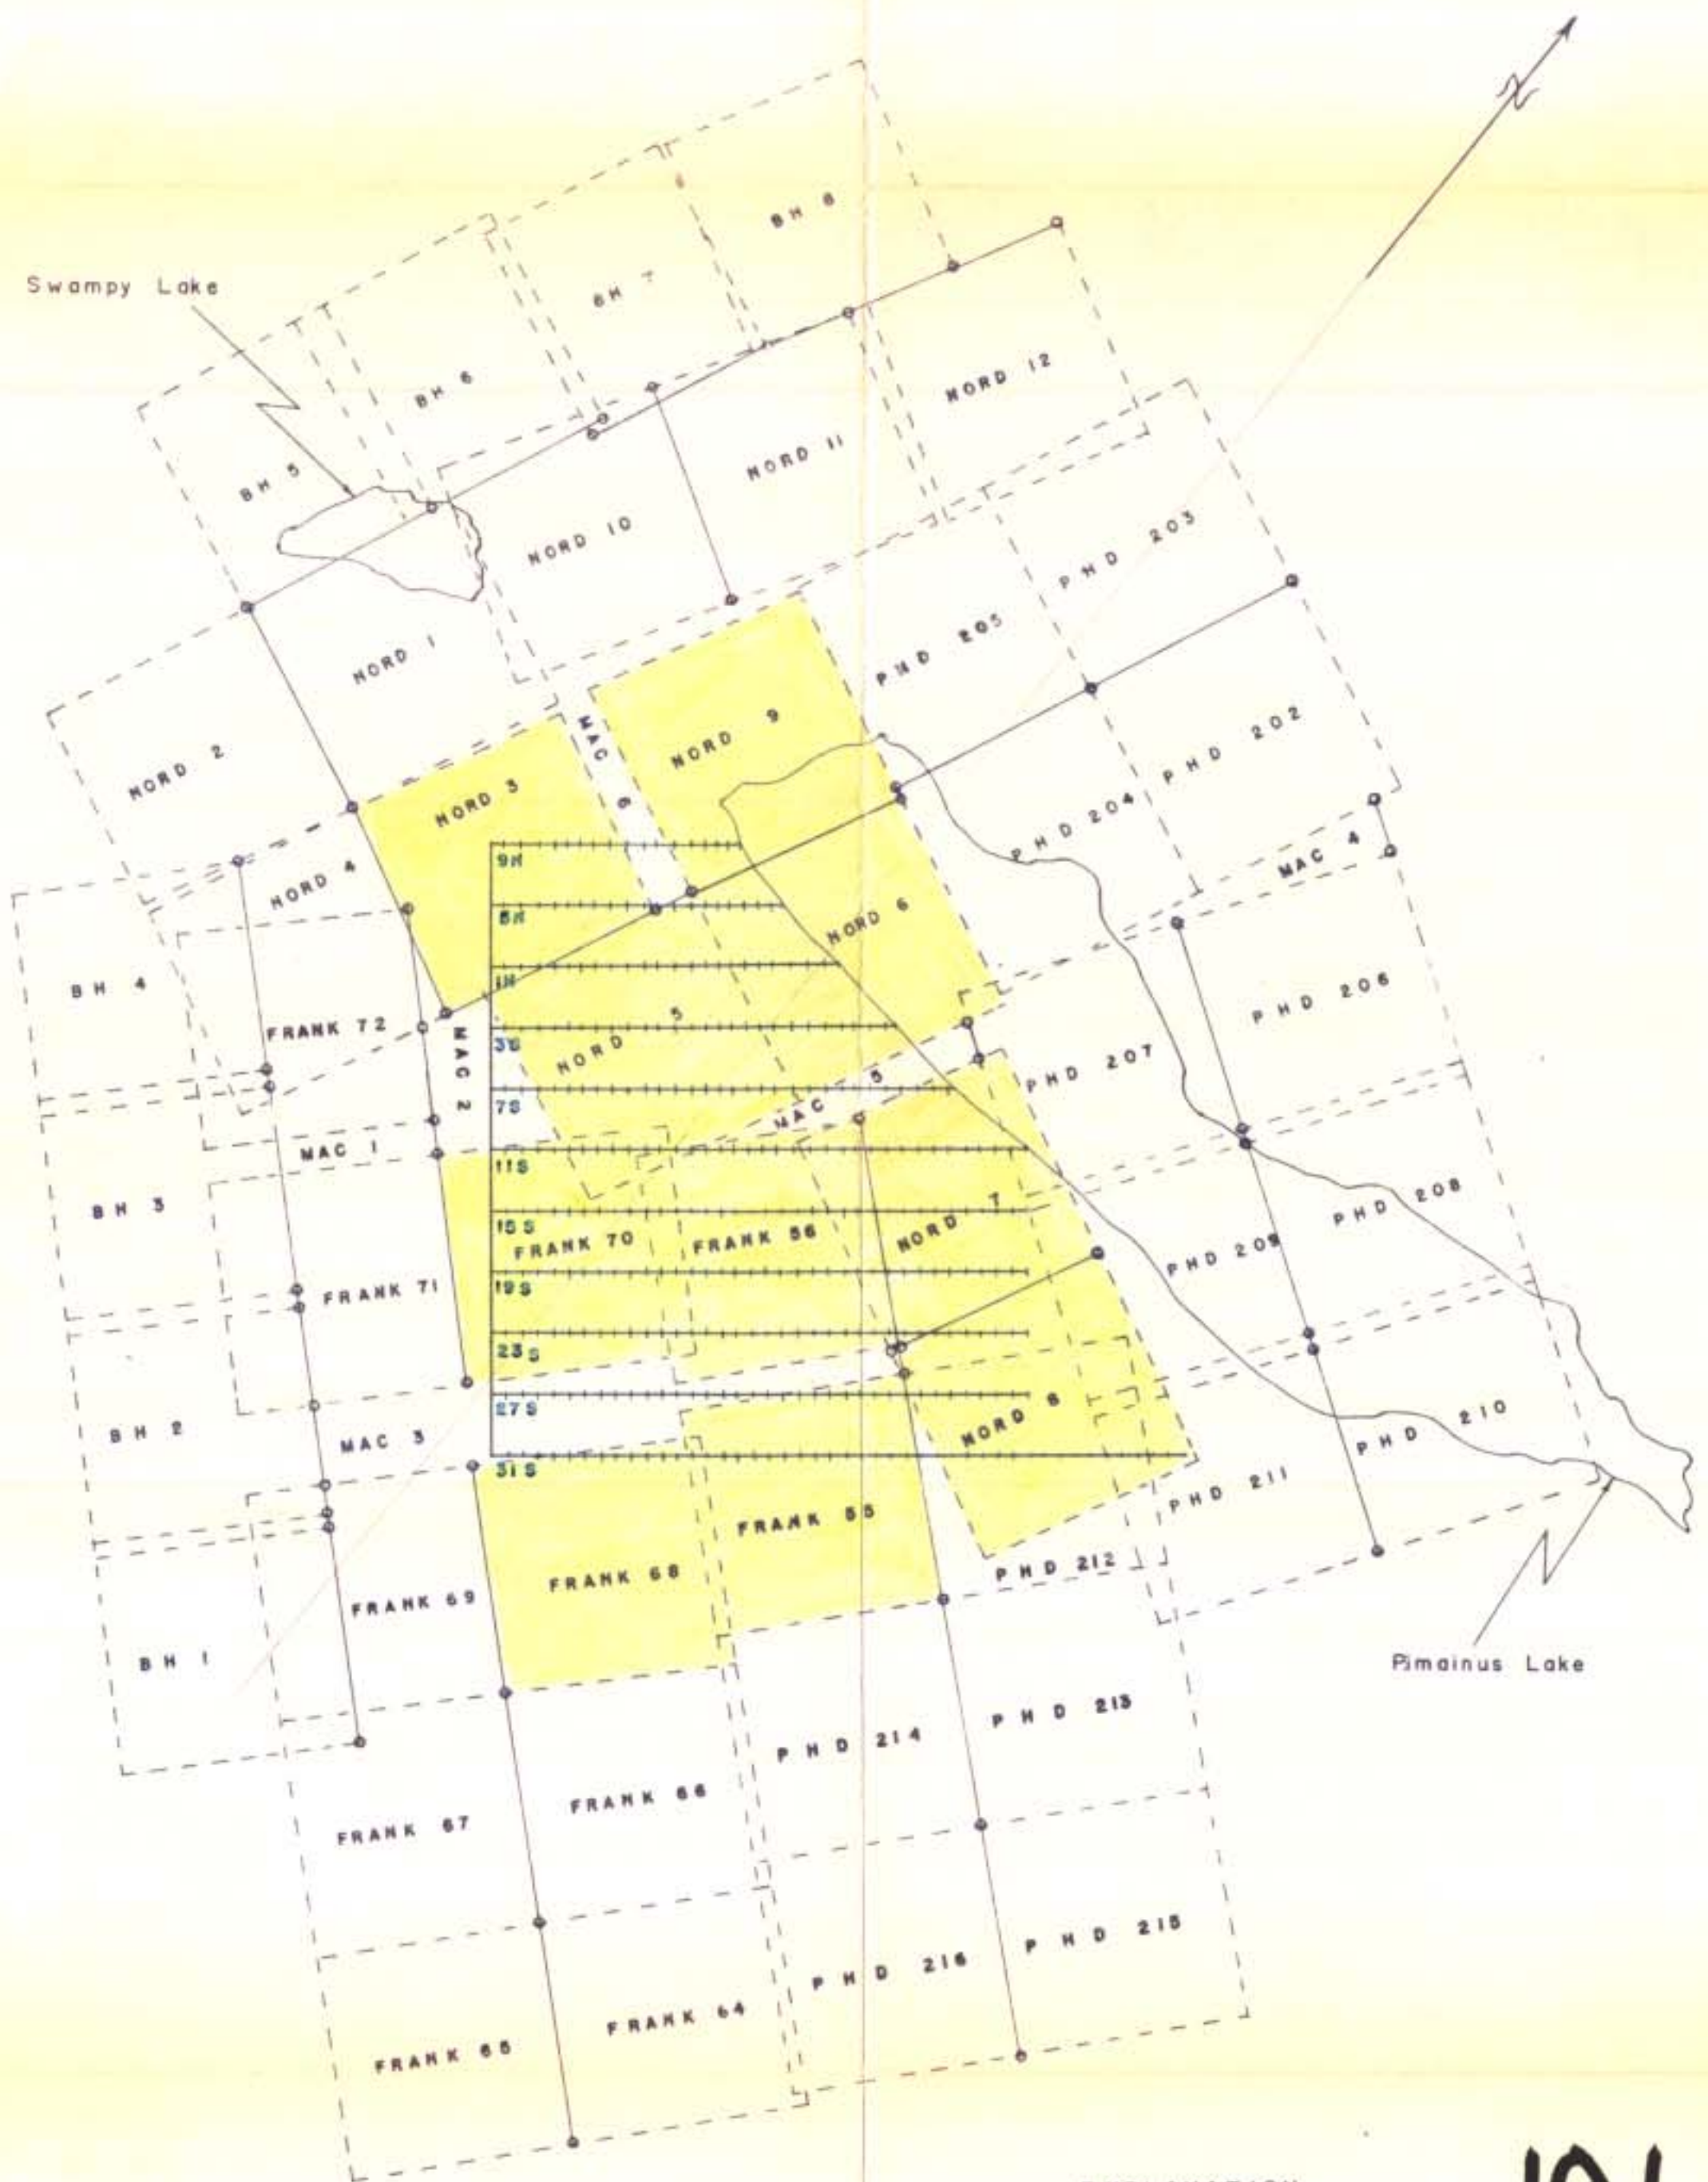 N
BH 8
Swampy Lake
BH 7
BH 6
NORD 12
NORD 11
BH 5
NORD 10
PHD 203
NORD 1
PHD 205
MAC 6
NORD 9
PHD 202
NORD 2
NORD 3
PHD 204
MAC 4
9N
NORD 4
5N
NORD 6
BH 4
1N
PHD 206
FRANK 72
MAC 2
3S
NORD 5
PHD 207
7S
MAC 5
MAC 1
11S
BH 3
PHD 208
15S
FRANK 70
FRANK 56
NORD 7
PHD 209
19S
FRANK 71
23S
27S
BH 2
MAC 3
NORD 8
PHD 210
31S
PHD 211
FRANK 55
FRANK 68
PHD 212
FRANK 69
BH 1
Pimainus Lake
PHD 214
PHD 213
FRANK 67
FRANK 66
PHD 216
PHD 215
FRANK 65
FRANK 64